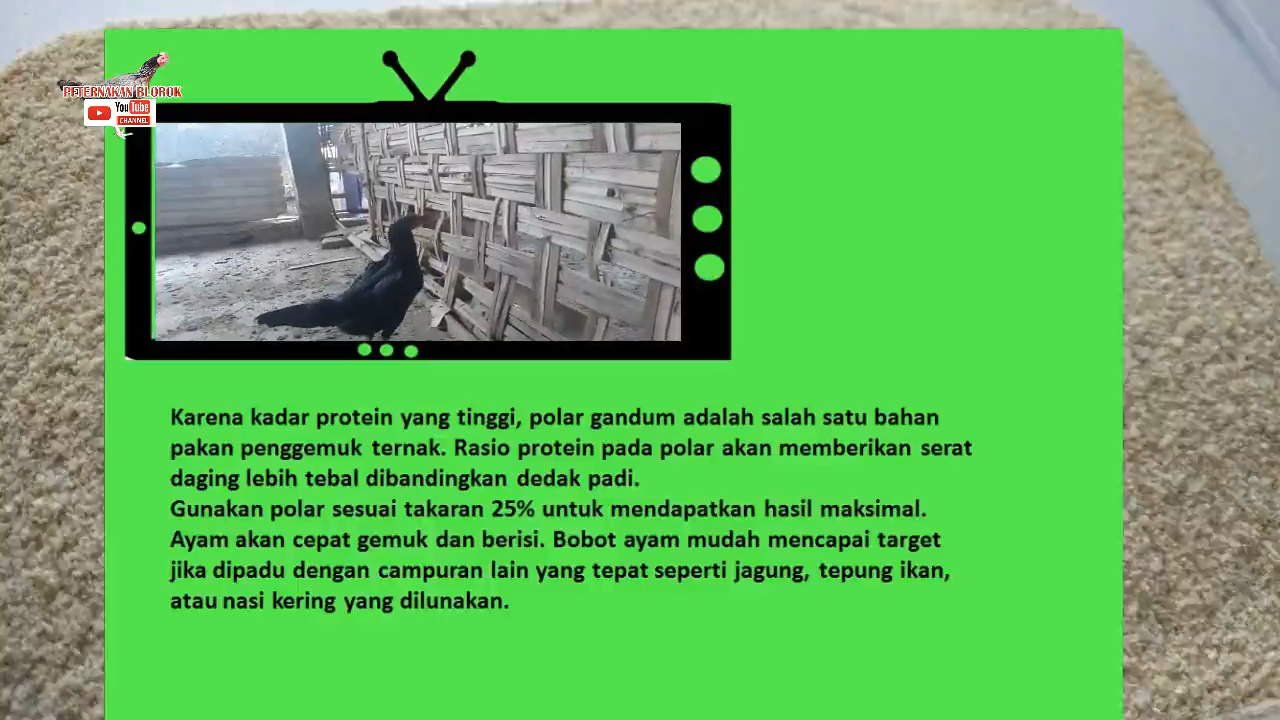 PETERNAKAN BLOROK
YouTube
CHANNEL
Karena kadar protein yang tinggi, polar gandum adalah salah satu bahan
pakan penggemuk ternak. Rasio protein pada polar akan memberikan serat
daging lebih tebal dibandingkan dedak padi.
Gunakan polar sesuai takaran 25% untuk mendapatkan hasil maksimal.
Ayam akan cepat gemuk dan berisi. Bobot ayam mudah mencapai target
jika dipadu dengan campuran lain yang tepat seperti jagung, tepung ikan,
atau nasi kering yang dilunakan.